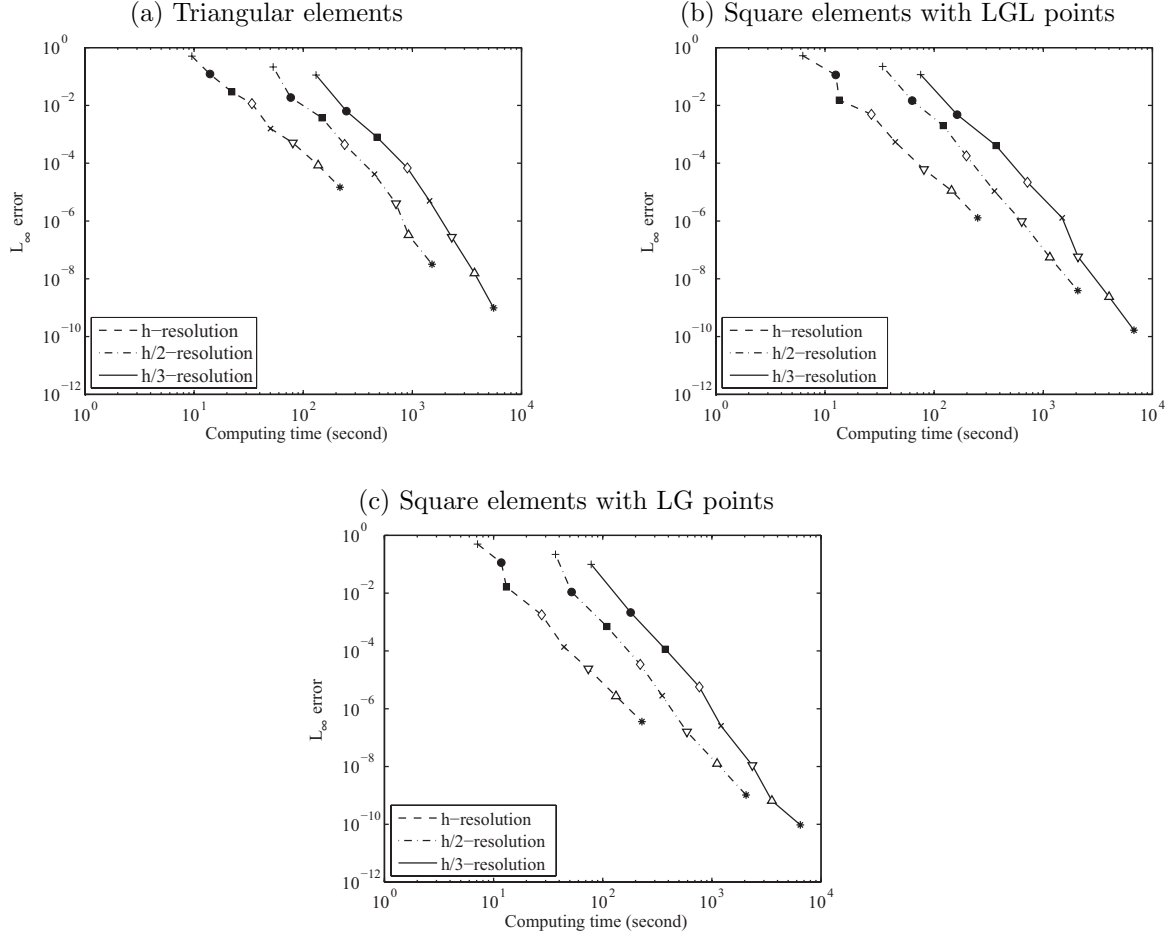 (a) Triangular elements
10^0
10^−2
10^−4
10^−6
10^−8
10^−10
10^−12
L_∞ error
h−resolution
h/2−resolution
h/3−resolution
10^0 10^1 10^2 10^3 10^4
Computing time (second)
(b) Square elements with LGL points
10^0
10^−2
10^−4
10^−6
10^−8
10^−10
10^−12
L_∞ error
h−resolution
h/2−resolution
h/3−resolution
10^0 10^1 10^2 10^3 10^4
Computing time (second)
(c) Square elements with LG points
10^0
10^−2
10^−4
10^−6
10^−8
10^−10
10^−12
L_∞ error
h−resolution
h/2−resolution
h/3−resolution
10^0 10^1 10^2 10^3 10^4
Computing time (second)